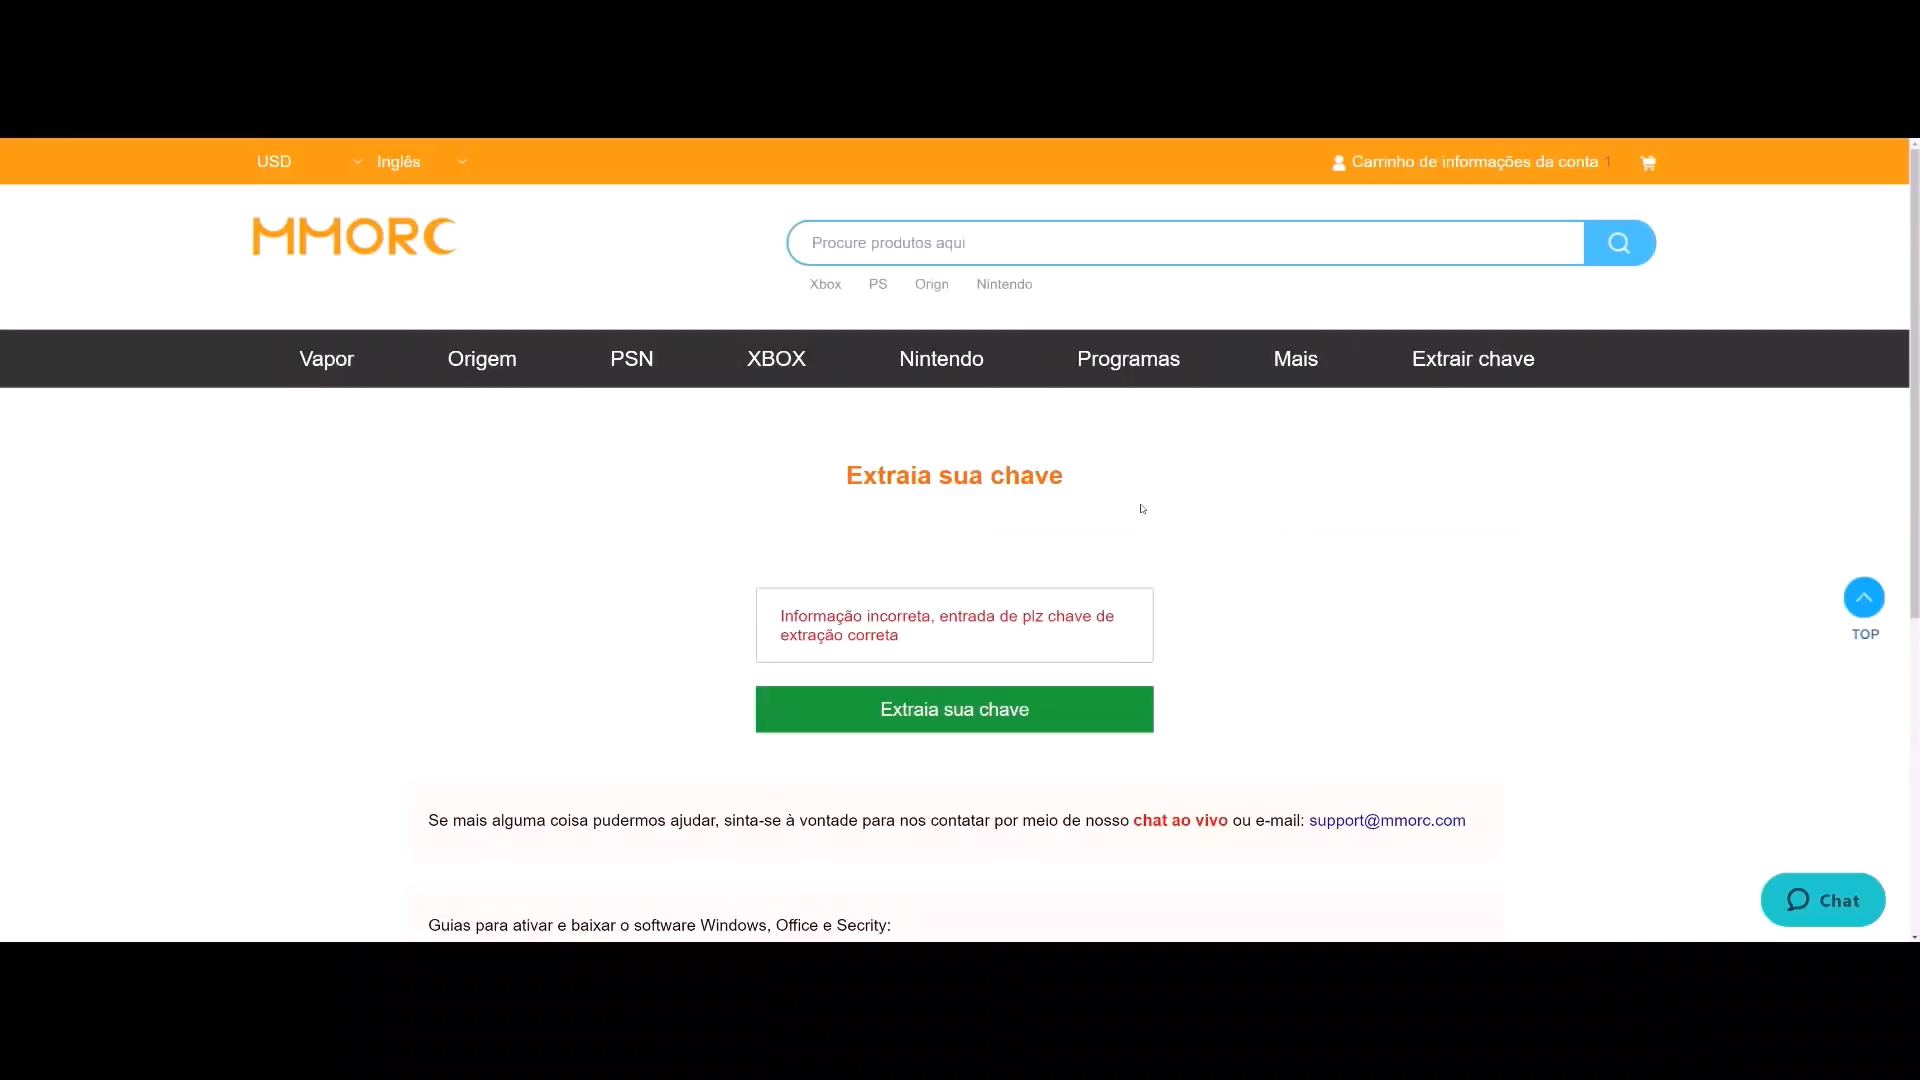 USD Inglês Carrinho de informações da conta 1
MMORC
Procure produtos aqui
Xbox PS Orign Nintendo
Vapor Origem PSN XBOX Nintendo Programas Mais Extrair chave
Extraia sua chave
Informação incorreta, entrada de plz chave de
extração correta
TOP
Extraia sua chave
Se mais alguma coisa pudermos ajudar, sinta-se à vontade para nos contatar por meio de nosso chat ao vivo ou e-mail: support@mmorc.com
Chat
Guias para ativar e baixar o software Windows, Office e Secrity: